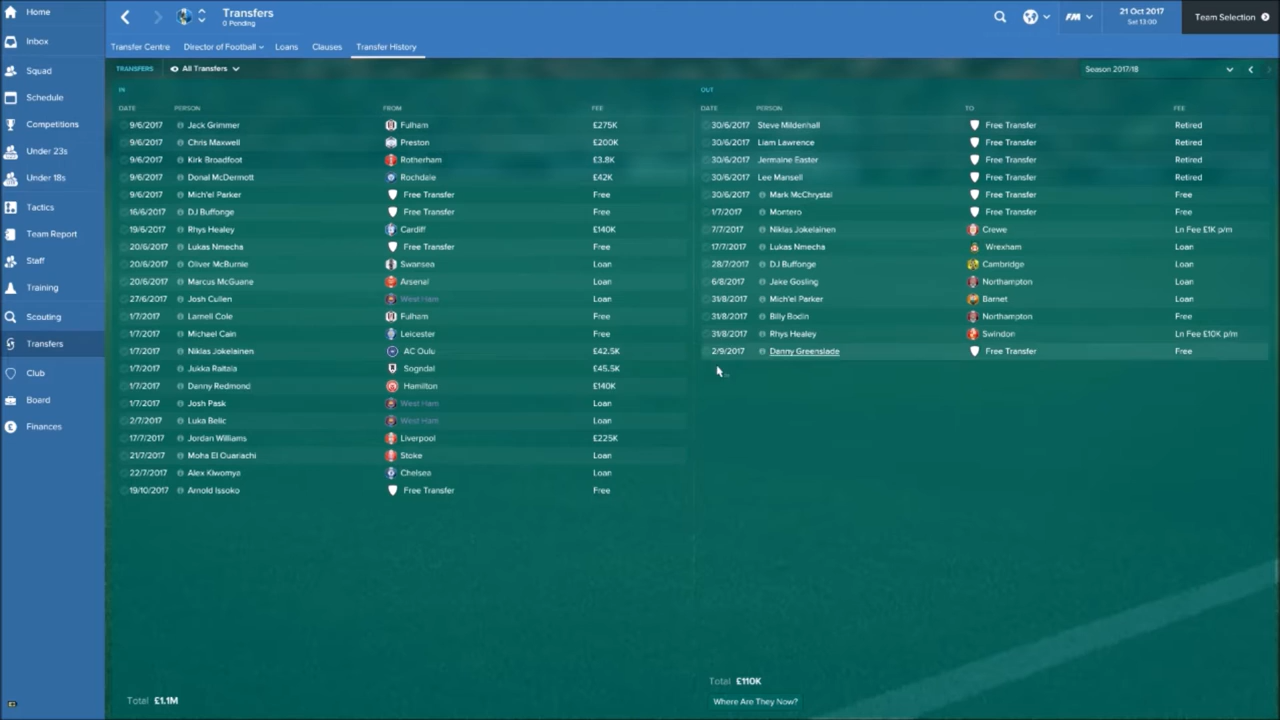 Home
Inbox
Squad
Schedule
Competitions
Under 23s
Under 18s
Tactics
Team Report
Staff
Training
Scouting
Transfers
Club
Board
Finances
Transfers
0 Pending
FM
21 Oct 2017
Sat 13:00
Team Selection
Transfer Centre Director of Football Loans Clauses Transfer History
TRANSFERS All Transfers Season 2017/18
IN
DATE PERSON FROM FEE
9/6/2017 Jack Grimmer Fulham £275K
9/6/2017 Chris Maxwell Preston £200K
9/6/2017 Kirk Broadfoot Rotherham £3.8K
9/6/2017 Donal McDermott Rochdale £42K
9/6/2017 Mich'el Parker Free Transfer Free
16/6/2017 DJ Buffonge Free Transfer Free
19/6/2017 Rhys Healey Cardiff £140K
20/6/2017 Lukas Nmecha Free Transfer Free
20/6/2017 Oliver McBurnie Swansea Loan
20/6/2017 Marcus McGuane Arsenal Loan
27/6/2017 Josh Cullen West Ham Loan
1/7/2017 Larnell Cole Fulham Free
1/7/2017 Michael Cain Leicester Free
1/7/2017 Niklas Jokelainen AC Oulu £42.5K
1/7/2017 Jukka Raitala Sogndal £45.5K
1/7/2017 Danny Redmond Hamilton £140K
1/7/2017 Josh Pask West Ham Loan
2/7/2017 Luka Belic West Ham Loan
17/7/2017 Jordan Williams Liverpool £225K
21/7/2017 Moha El Ouariachi Stoke Loan
22/7/2017 Alex Kiwomya Chelsea Loan
19/10/2017 Arnold Issoko Free Transfer Free
Total £1.1M
OUT
DATE PERSON TO FEE
30/6/2017 Steve Mildenhall Free Transfer Retired
30/6/2017 Liam Lawrence Free Transfer Retired
30/6/2017 Jermaine Easter Free Transfer Retired
30/6/2017 Lee Mansell Free Transfer Retired
30/6/2017 Mark McChrystal Free Transfer Free
1/7/2017 Montero Free Transfer Free
7/7/2017 Niklas Jokelainen Crewe Ln Fee £1K p/m
17/7/2017 Lukas Nmecha Wrexham Loan
28/7/2017 DJ Buffonge Cambridge Loan
6/8/2017 Jake Gosling Northampton Loan
31/8/2017 Mich'el Parker Barnet Loan
31/8/2017 Billy Bodin Northampton Free
31/8/2017 Rhys Healey Swindon Ln Fee £10K p/m
2/9/2017 Danny Greenslade Free Transfer Free
Total £110K
Where Are They Now?